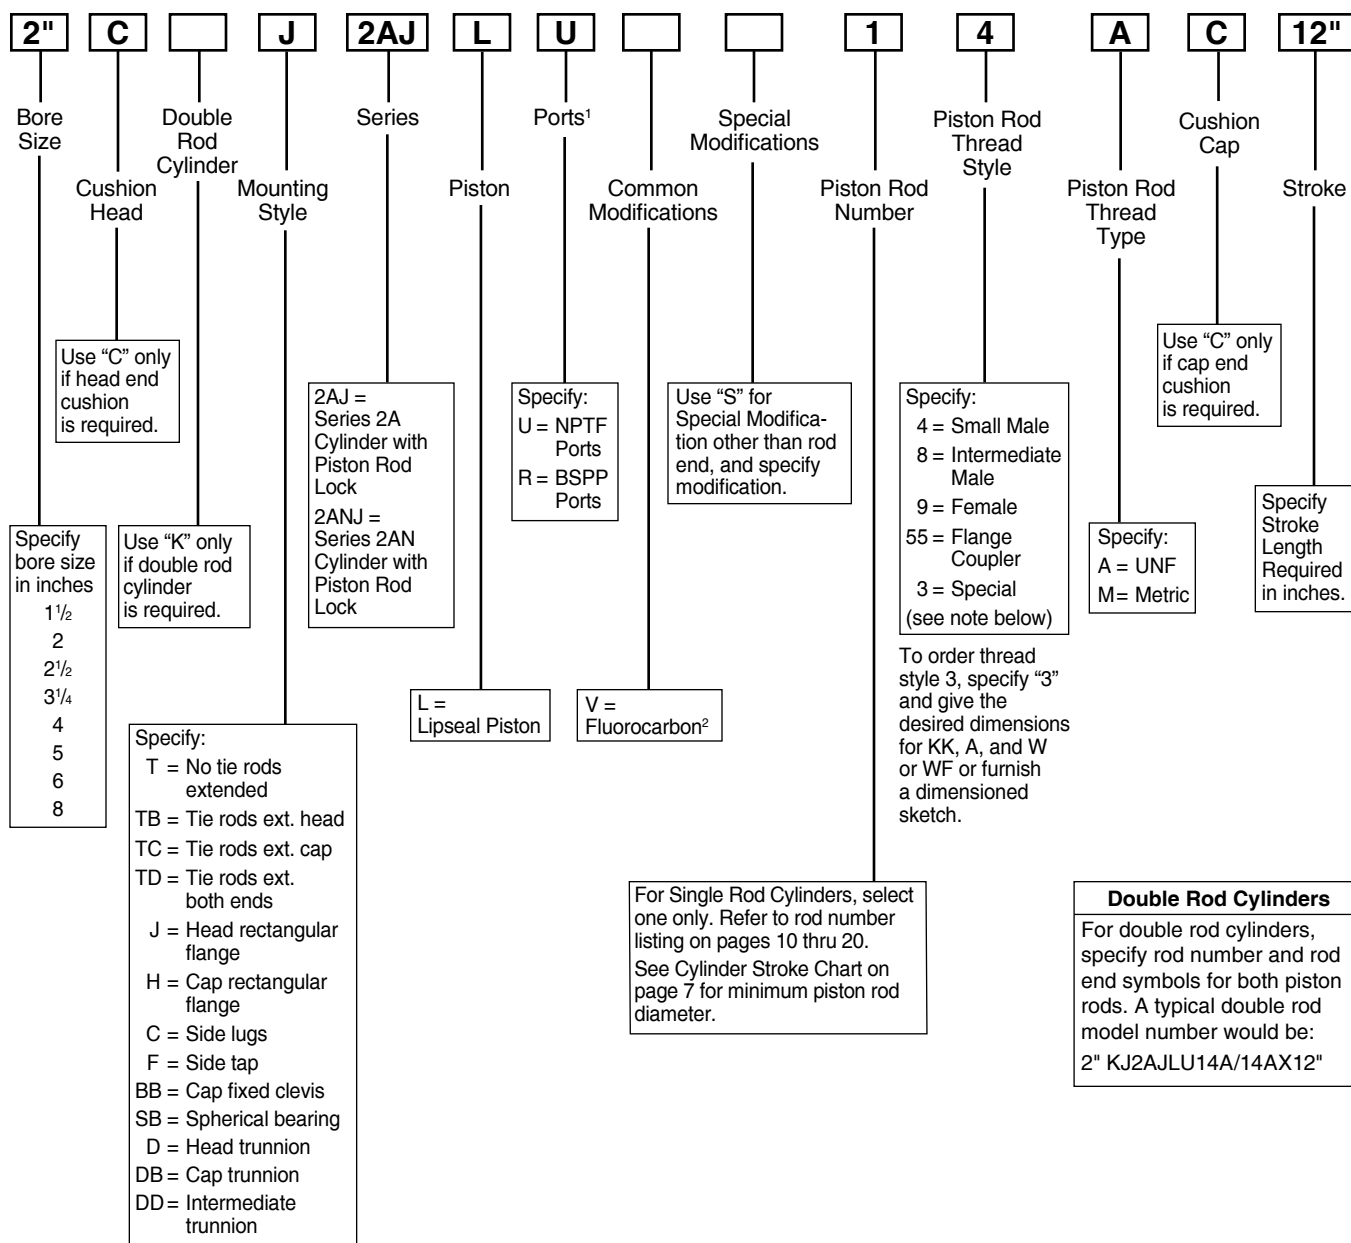 2" C J 2AJ L U 1 4 A C 12"
Bore
Size
Cushion
Head
Double
Rod
Cylinder
Mounting
Style
Series
Piston
Ports¹
Common
Modifications
Special
Modifications
Piston Rod
Number
Piston Rod
Thread
Style
Piston Rod
Thread
Type
Cushion
Cap
Stroke
Specify
bore size
in inches
1½
2
2½
3¼
4
5
6
8
Use “C” only
if head end
cushion
is required.
Use “K” only
if double rod
cylinder
is required.
Specify:
T = No tie rods
extended
TB = Tie rods ext. head
TC = Tie rods ext. cap
TD = Tie rods ext.
both ends
J = Head rectangular
flange
H = Cap rectangular
flange
C = Side lugs
F = Side tap
BB = Cap fixed clevis
SB = Spherical bearing
D = Head trunnion
DB = Cap trunnion
DD = Intermediate
trunnion
2AJ =
Series 2A
Cylinder with
Piston Rod
Lock
2ANJ =
Series 2AN
Cylinder with
Piston Rod
Lock
L =
Lipseal Piston
Specify:
U = NPTF
Ports
R = BSPP
Ports
V =
Fluorocarbon²
Use “S” for
Special Modifica-
tion other than rod
end, and specify
modification.
For Single Rod Cylinders, select
one only. Refer to rod number
listing on pages 10 thru 20.
See Cylinder Stroke Chart on
page 7 for minimum piston rod
diameter.
Specify:
4 = Small Male
8 = Intermediate
Male
9 = Female
55 = Flange
Coupler
3 = Special
(see note below)
To order thread
style 3, specify “3”
and give the
desired dimensions
for KK, A, and W
or WF or furnish
a dimensioned
sketch.
Specify:
A = UNF
M = Metric
Use “C” only
if cap end
cushion
is required.
Specify
Stroke
Length
Required
in inches.
Double Rod Cylinders
For double rod cylinders,
specify rod number and rod
end symbols for both piston
rods. A typical double rod
model number would be:
2" KJ2AJLU14A/14AX12"